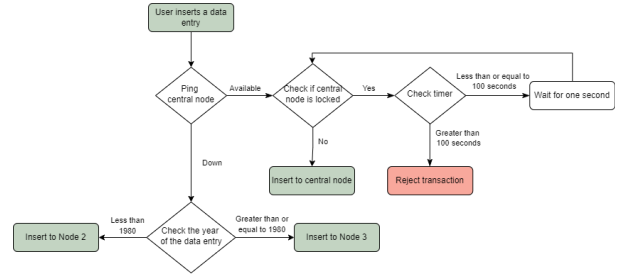 User inserts a data
entry
Ping
central node
Available
Check if central
node is locked
Yes
Check timer
Less than or equal to
100 seconds
Wait for one second
No
Greater than
100 seconds
Down
Insert to central node
Reject transaction
Less than
1980
Check the year
of the data entry
Greater than or
equal to 1980
Insert to Node 2
Insert to Node 3